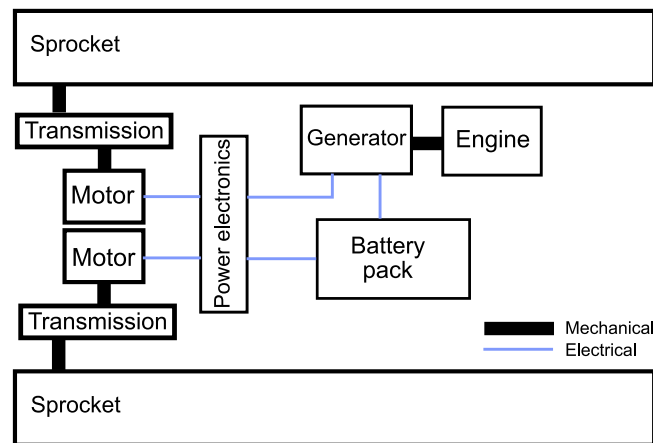 Sprocket
Transmission
Motor
Motor
Transmission
Power electronics
Generator
Engine
Battery
pack
Mechanical
Electrical
Sprocket